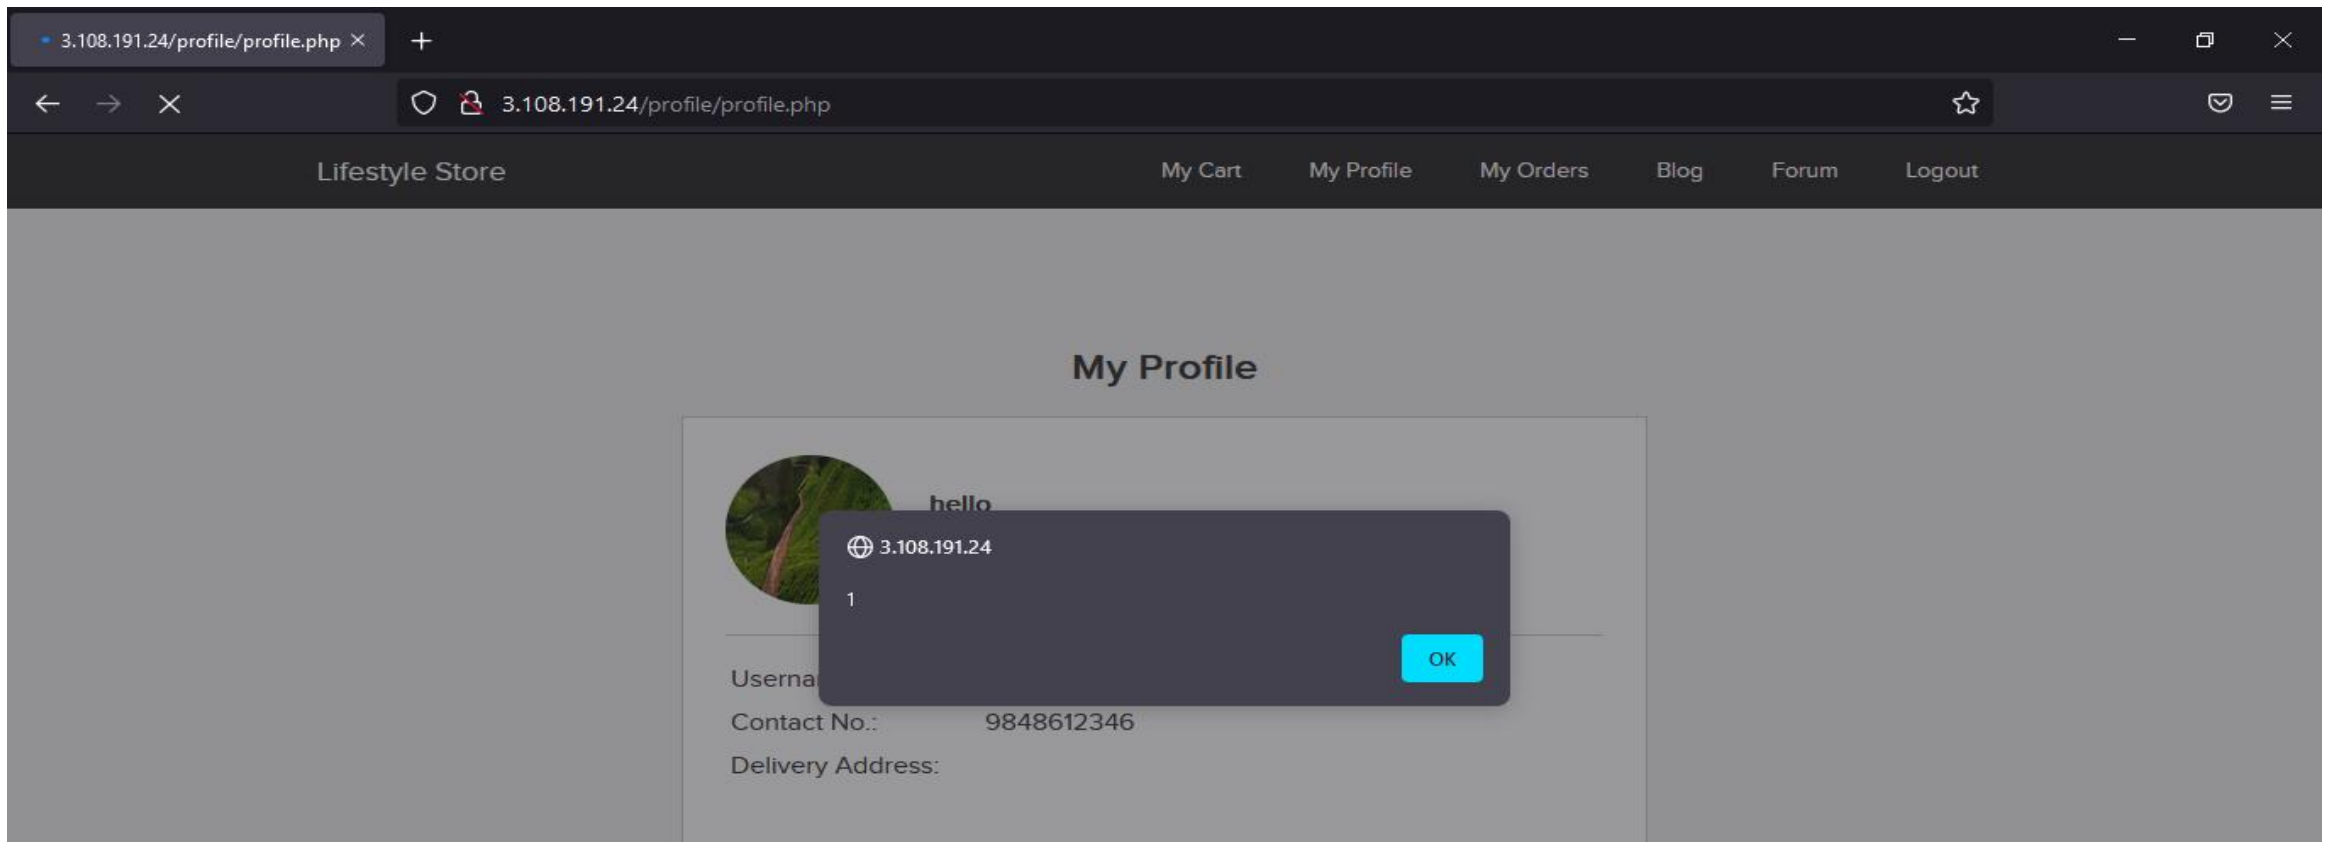 3.108.191.24/profile/profile.php
3.108.191.24/profile/profile.php
Lifestyle Store My Cart My Profile My Orders Blog Forum Logout
My Profile
hello
3.108.191.24
1
OK
Contact No.: 9848612346
Delivery Address: